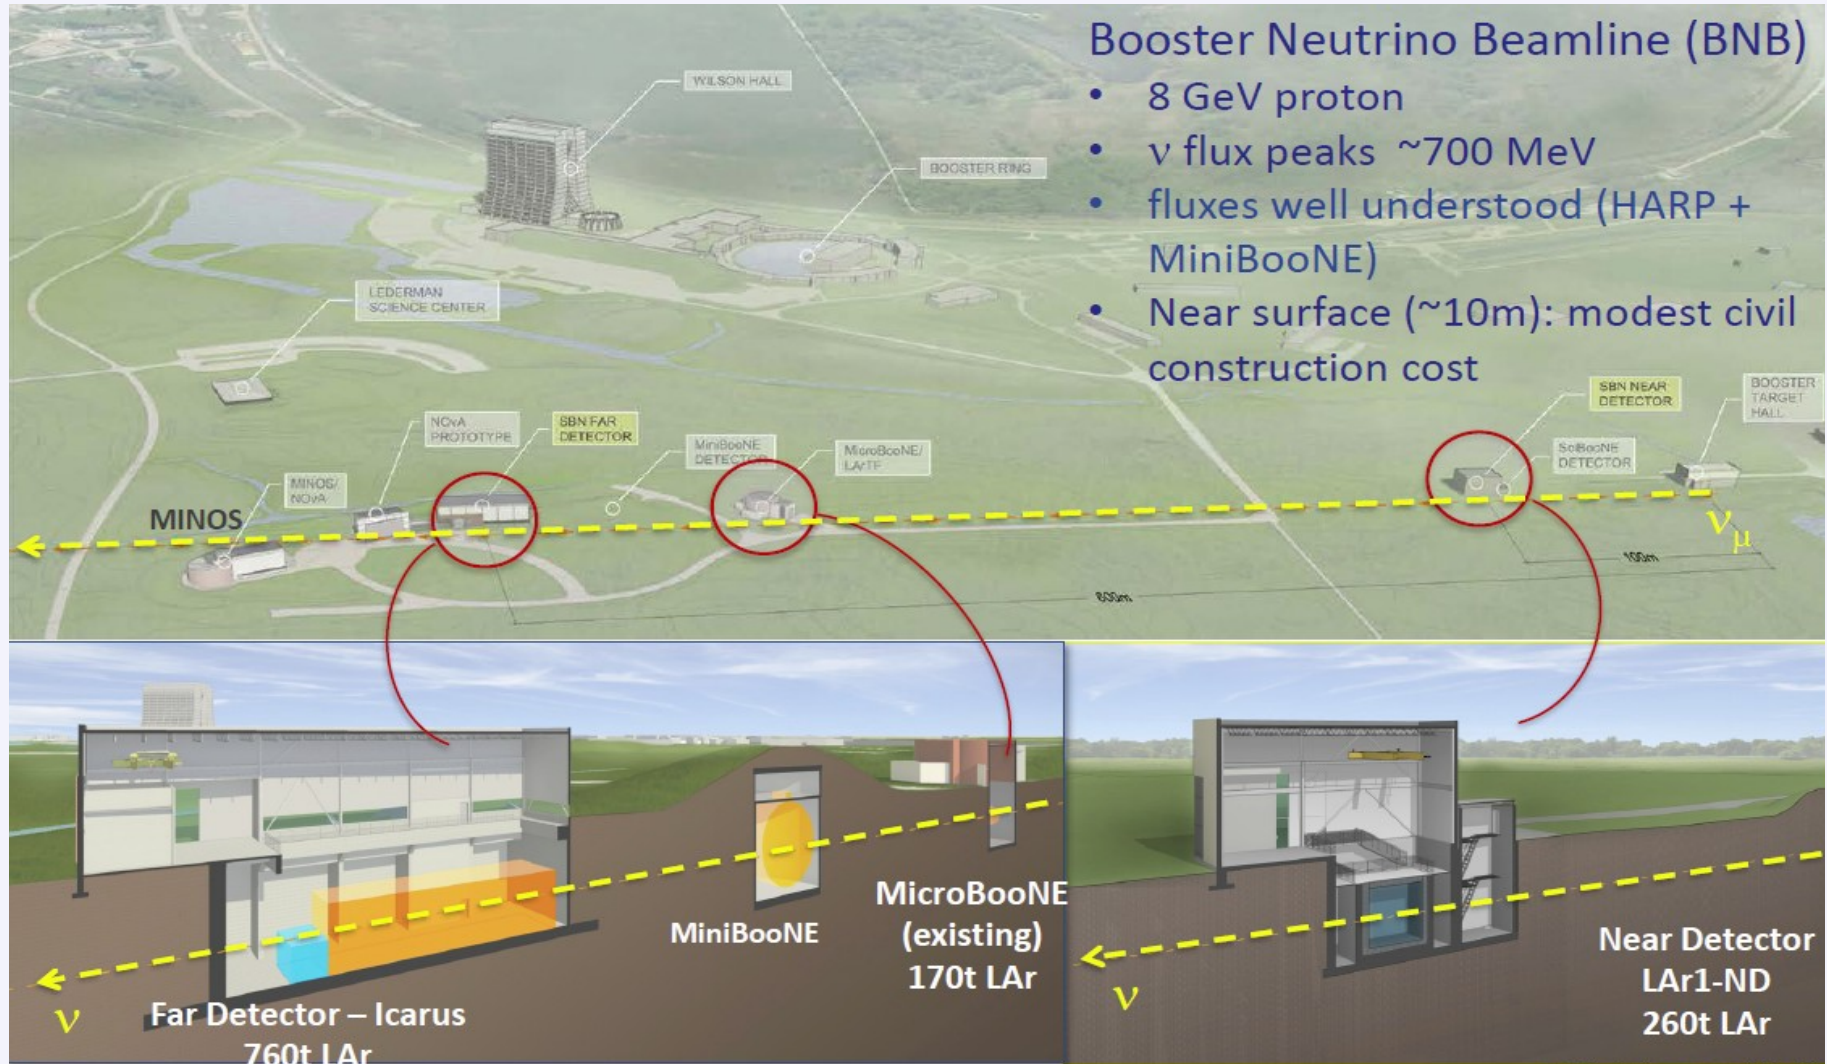 Booster Neutrino Beamline (BNB)
• 8 GeV proton
• ν flux peaks ~700 MeV
• fluxes well understood (HARP +
MiniBooNE)
• Near surface (~10m): modest civil
construction cost
WILSON HALL
BOOSTER RING
LEDERMAN
SCIENCE CENTER
SBN NEAR
DETECTOR
BOOSTER
TARGET
HALL
NOvA
PROTOTYPE
SBN FAR
DETECTOR
MiniBooNE
DETECTOR
MicroBooNE/
LArTF
SciBooNE
DETECTOR
MINOS/
NOvA
MINOS
νμ
100m
600m
MiniBooNE
MicroBooNE
(existing)
170t LAr
ν
Far Detector – Icarus
760t LAr
ν
Near Detector
LAr1-ND
260t LAr